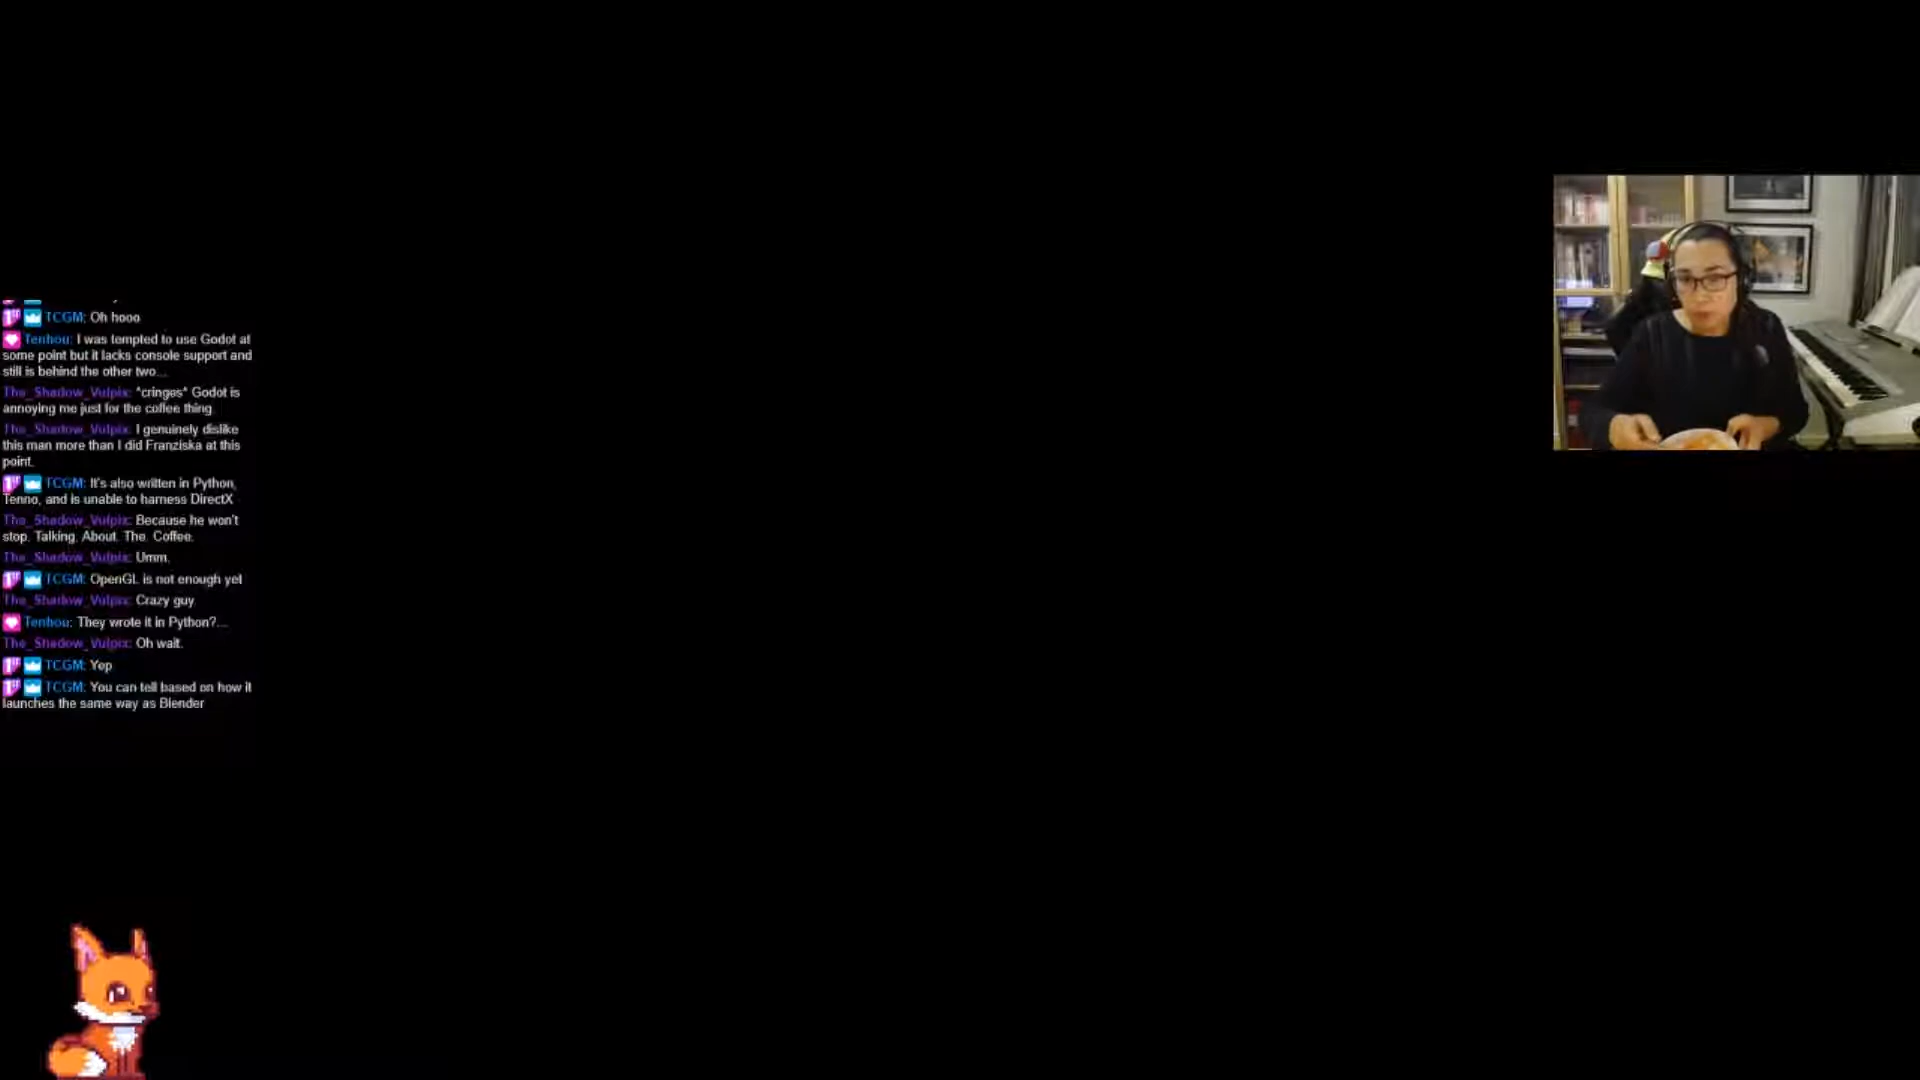 TCGM: Oh hooo
Tenhou: I was tempted to use Godot at
some point but it lacks console support and
still is behind the other two...
The_Shadow_Vulpix: *cringes* Godot is
annoying me just for the coffee thing.
The_Shadow_Vulpix: I genuinely dislike
this man more than I did Franziska at this
point.
TCGM: It's also written in Python,
Tenno, and is unable to harness DirectX
The_Shadow_Vulpix: Because he won't
stop. Talking. About. The. Coffee.
The_Shadow_Vulpix: Umm.
TCGM: OpenGL is not enough yet
The_Shadow_Vulpix: Crazy guy.
Tenhou: They wrote it in Python?...
The_Shadow_Vulpix: Oh wait.
TCGM: Yep
TCGM: You can tell based on how it
launches the same way as Blender